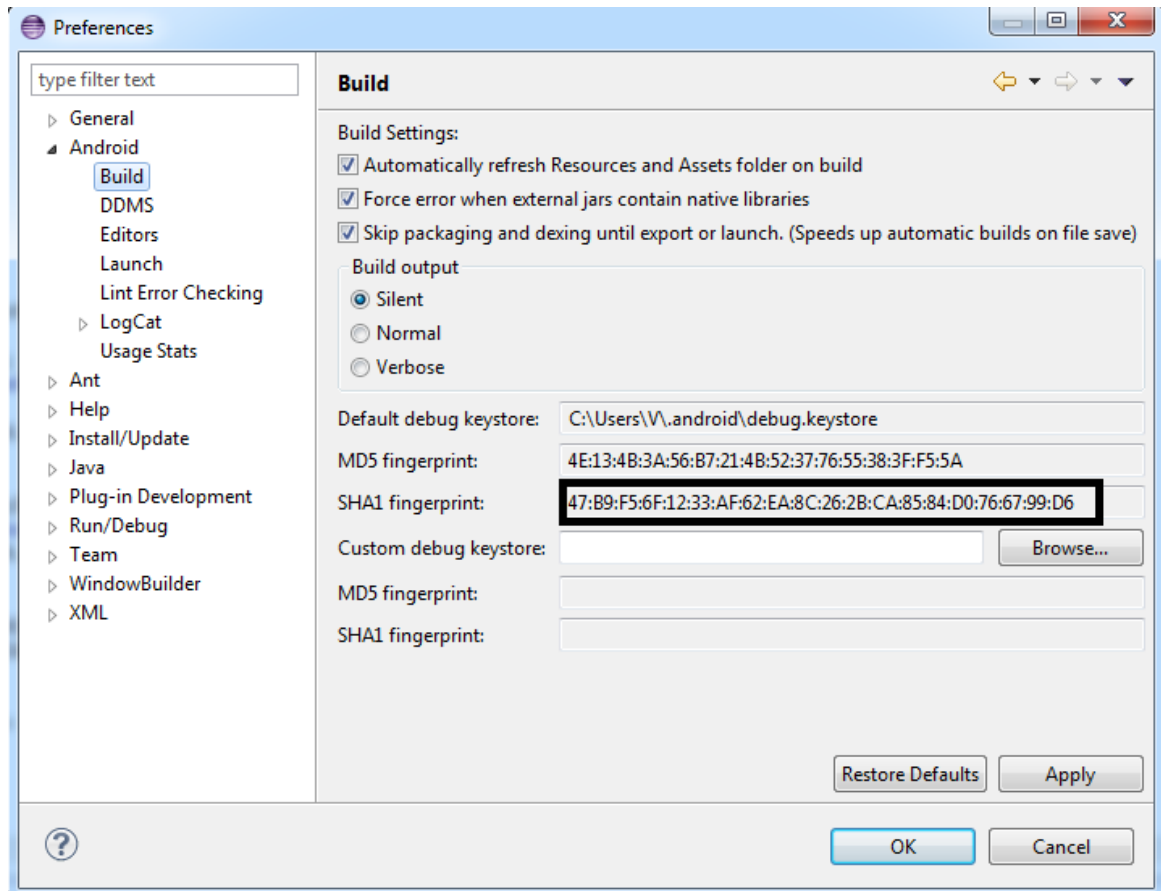 Preferences
type filter text
General
Android
Build
DDMS
Editors
Launch
Lint Error Checking
LogCat
Usage Stats
Ant
Help
Install/Update
Java
Plug-in Development
Run/Debug
Team
WindowBuilder
XML
Build
Build Settings:
Automatically refresh Resources and Assets folder on build
Force error when external jars contain native libraries
Skip packaging and dexing until export or launch. (Speeds up automatic builds on file save)
Build output
Silent
Normal
Verbose
Default debug keystore: C:\Users\V\.android\debug.keystore
MD5 fingerprint: 4E:13:4B:3A:56:B7:21:4B:52:37:76:55:38:3F:F5:5A
SHA1 fingerprint: 47:B9:F5:6F:12:33:AF:62:EA:8C:26:2B:CA:85:84:D0:76:67:99:D6
Custom debug keystore: Browse...
MD5 fingerprint:
SHA1 fingerprint:
Restore Defaults Apply
? OK Cancel